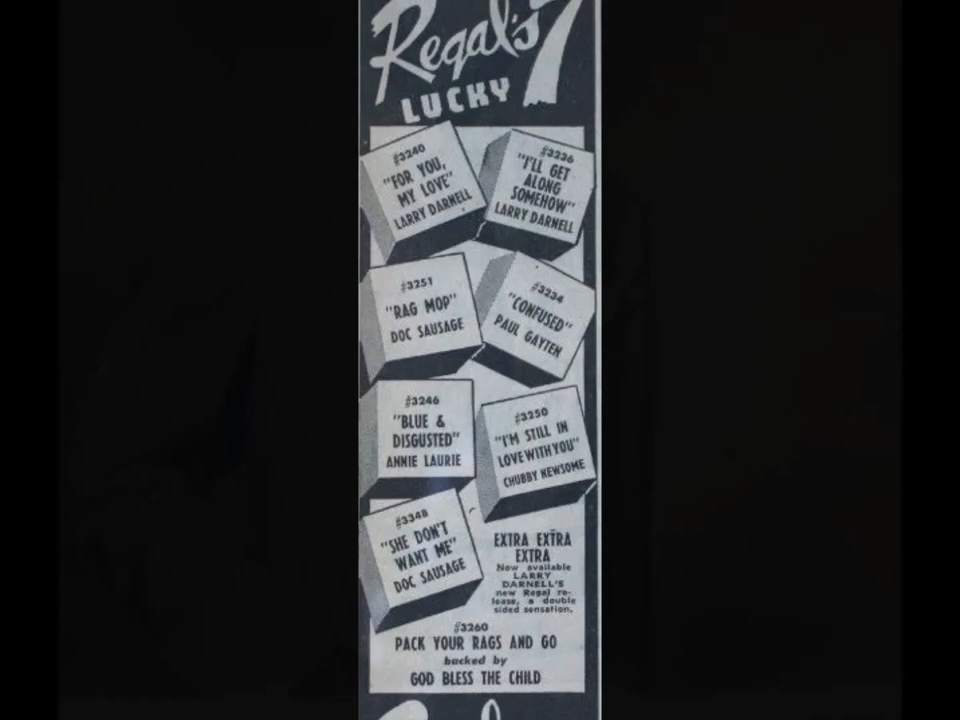 Regal's 7
LUCKY
#3240
"FOR YOU,
MY LOVE"
LARRY DARNELL
#3236
"I'LL GET
ALONG
SOMEHOW"
LARRY DARNELL
#3251
"RAG MOP"
DOC SAUSAGE
#3234
"CONFUSED"
PAUL GAYTEN
#3246
"BLUE &
DISGUSTED"
ANNIE LAURIE
#3250
"I'M STILL IN
LOVE WITH YOU"
CHUBBY NEWSOME
#3348
"SHE DON'T
WANT ME"
DOC SAUSAGE
EXTRA EXTRA
EXTRA
Now available
LARRY
DARNELL'S
new Regal re-
lease, a double
sided sensation.
#3260
PACK YOUR RAGS AND GO
backed by
GOD BLESS THE CHILD